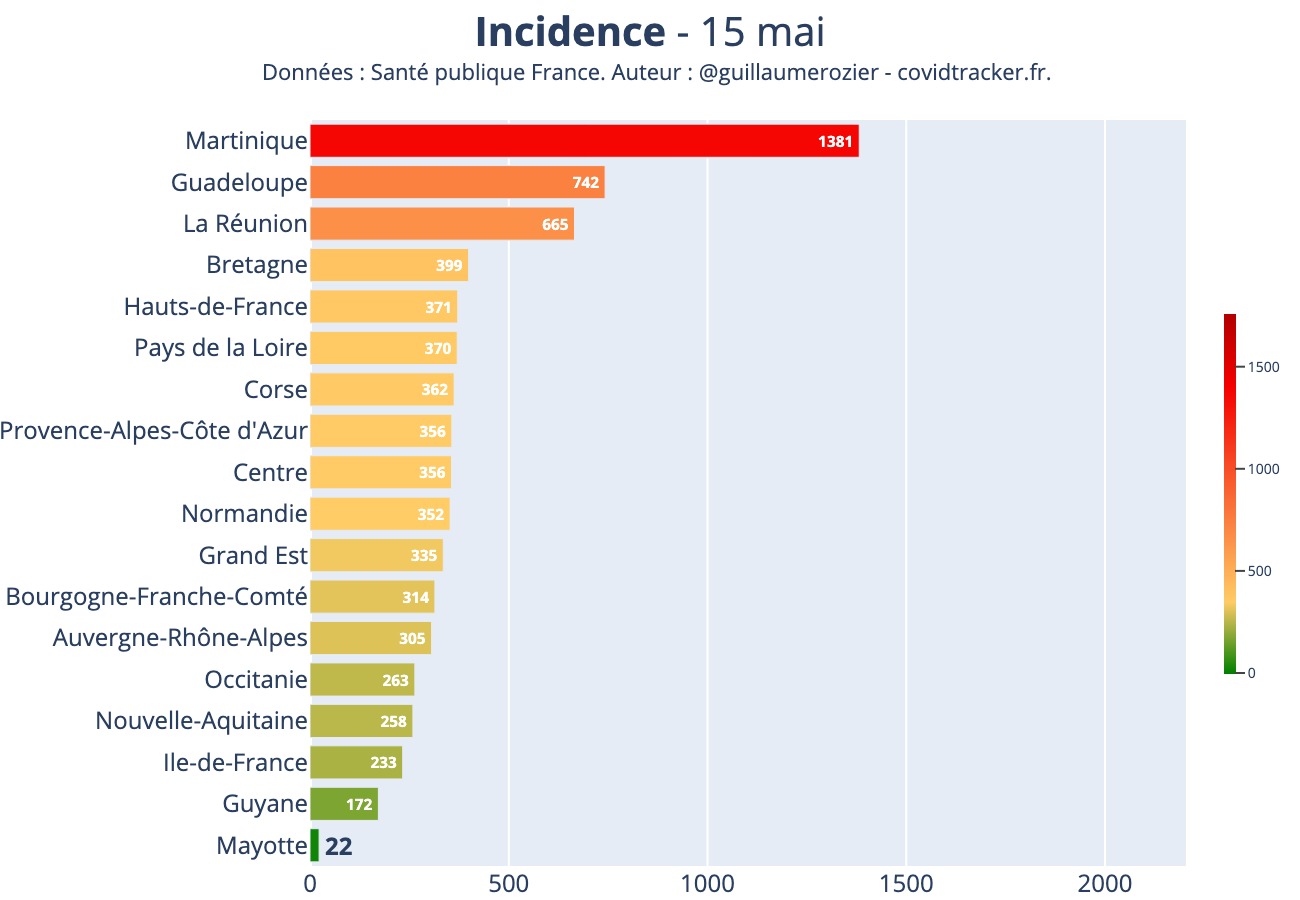 Incidence - 15 mai
Données : Santé publique France. Auteur : @guillaumerozier - covidtracker.fr.
Martinique 1381
Guadeloupe 742
La Réunion 665
Bretagne 399
Hauts-de-France 371
Pays de la Loire 370
Corse 362
Provence-Alpes-Côte d'Azur 356
Centre 356
Normandie 352
Grand Est 335
Bourgogne-Franche-Comté 314
Auvergne-Rhône-Alpes 305
Occitanie 263
Nouvelle-Aquitaine 258
Ile-de-France 233
Guyane 172
Mayotte 22
0 500 1000 1500 2000
1500
1000
500
0